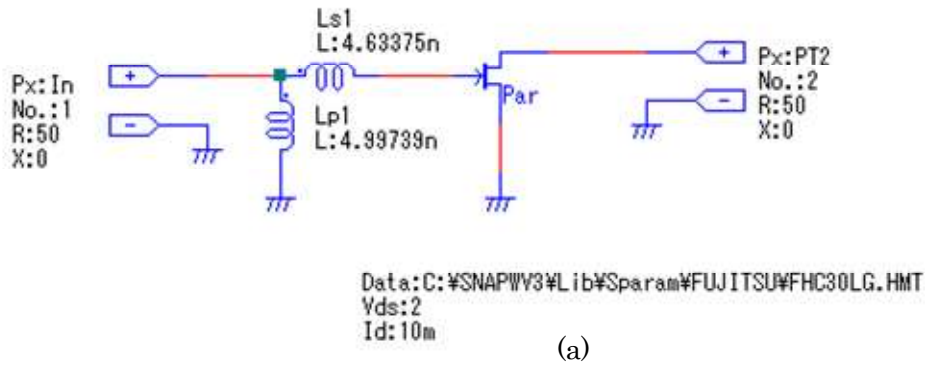 Ls1
L:4.63375n
Px:In
No.:1
R:50
X:0
+
-
Lp1
L:4.99739n
Par
+
-
Px:PT2
No.:2
R:50
X:0
Data:C:¥SNAPWV3¥Lib¥Sparam¥FUJITSU¥FHC30LG.HMT
Vds:2
Id:10m
(a)